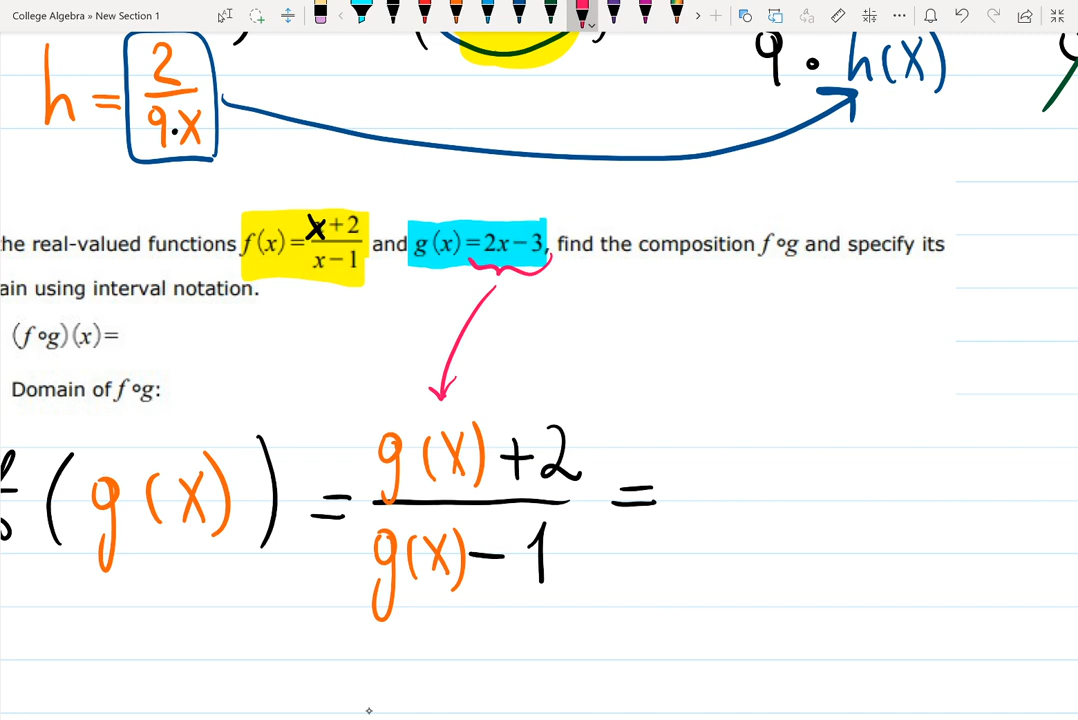 College Algebra » New Section 1
h = 2/(9·x)
9 · h(x)
he real-valued functions f(x)=(x+2)/(x−1) and g(x)=2x−3, find the composition f∘g and specify its
ain using interval notation.
(f∘g)(x)=
Domain of f∘g:
(g(x)) = (g(x)+2)/(g(x)−1) =